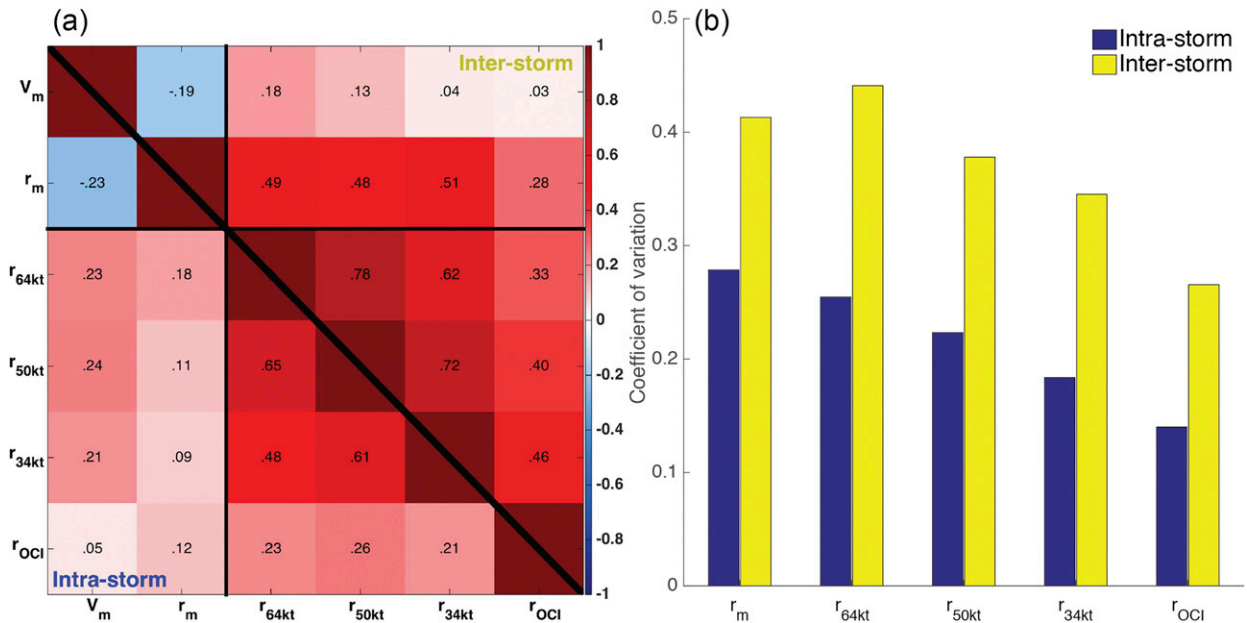 (a)
Inter-storm
V_m
-.19 .18 .13 .04 .03
r_m
-.23 .49 .48 .51 .28
r_64kt
.23 .18 .78 .62 .33
r_50kt
.24 .11 .65 .72 .40
r_34kt
.21 .09 .48 .61 .46
r_OCI
.05 .12 .23 .26 .21
Intra-storm
V_m r_m r_64kt r_50kt r_34kt r_OCI
1
0.8
0.6
0.4
0.2
0
-0.2
-0.4
-0.6
-0.8
-1
(b)
Intra-storm
Inter-storm
Coefficient of variation
0.5
0.4
0.3
0.2
0.1
0
r_m r_64kt r_50kt r_34kt r_OCI